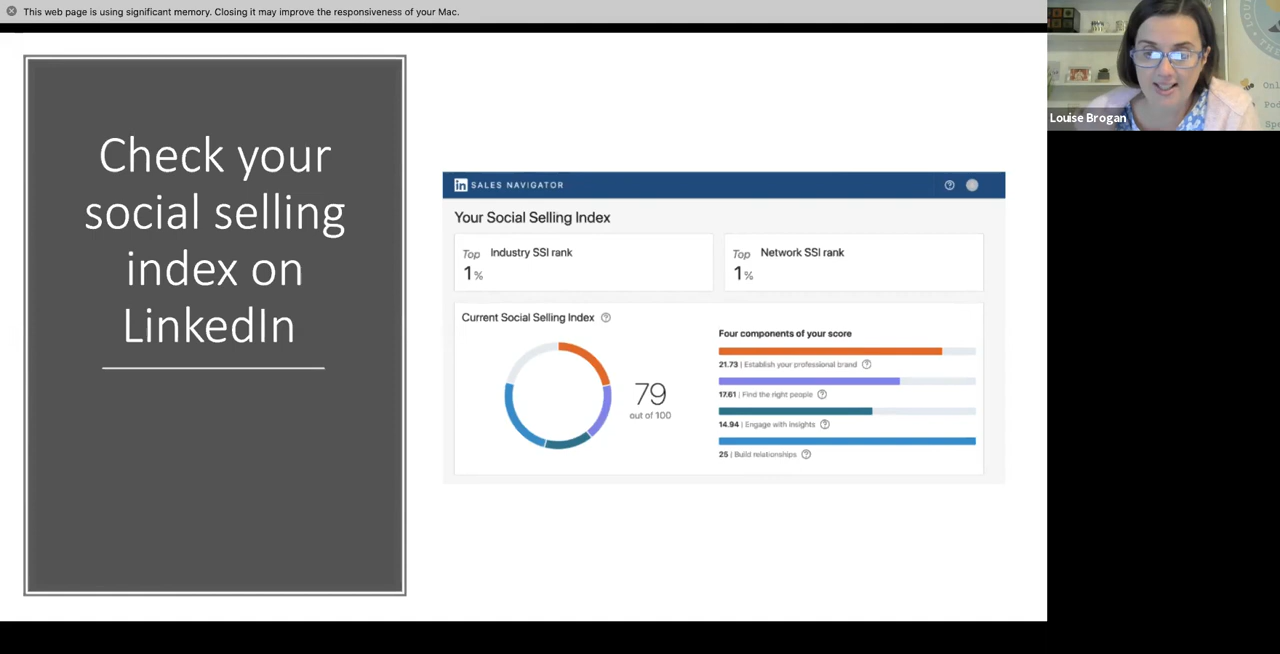 This web page is using significant memory. Closing it may improve the responsiveness of your Mac.
Check your
social selling
index on
LinkedIn
in SALES NAVIGATOR
Your Social Selling Index
Top Industry SSI rank
1%
Top Network SSI rank
1%
Current Social Selling Index
79
out of 100
Four components of your score
21.73 | Establish your professional brand
17.61 | Find the right people
14.94 | Engage with insights
25 | Build relationships
Louise Brogan